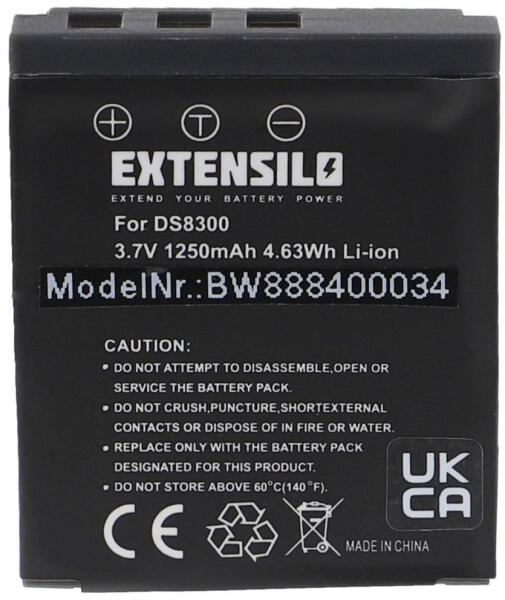 + T −
EXTENSILO
EXTEND YOUR BATTERY POWER
For DS8300
3.7V 1250mAh 4.63Wh Li-ion
ModelNr.:BW888400034
CAUTION:
• DO NOT ATTEMPT TO DISASSEMBLE,OPEN OR
SERVICE THE BATTERY PACK.
• DO NOT CRUSH,PUNCTURE,SHORTEXTERNAL
CONTACTS OR DISPOSE OF IN FIRE OR WATER.
• REPLACE ONLY WITH THE BATTERY PACK
DESIGNATED FOR THIS PRODUCT.
• DO NOT STORE ABOVE 60°C(140°F).
UK
CA
CE
MADE IN CHINA